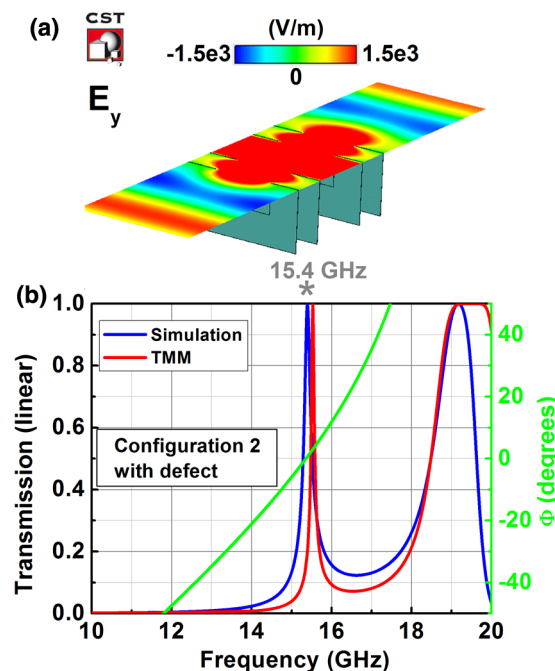 (a)
CST
(V/m)
-1.5e3
1.5e3
0
E_y
15.4 GHz
*
(b)
1.0
0.8
0.6
0.4
0.2
0.0
Transmission (linear)
Simulation
TMM
Configuration 2
with defect
40
20
0
-20
-40
Φ (degrees)
10
12
14
16
18
20
Frequency (GHz)